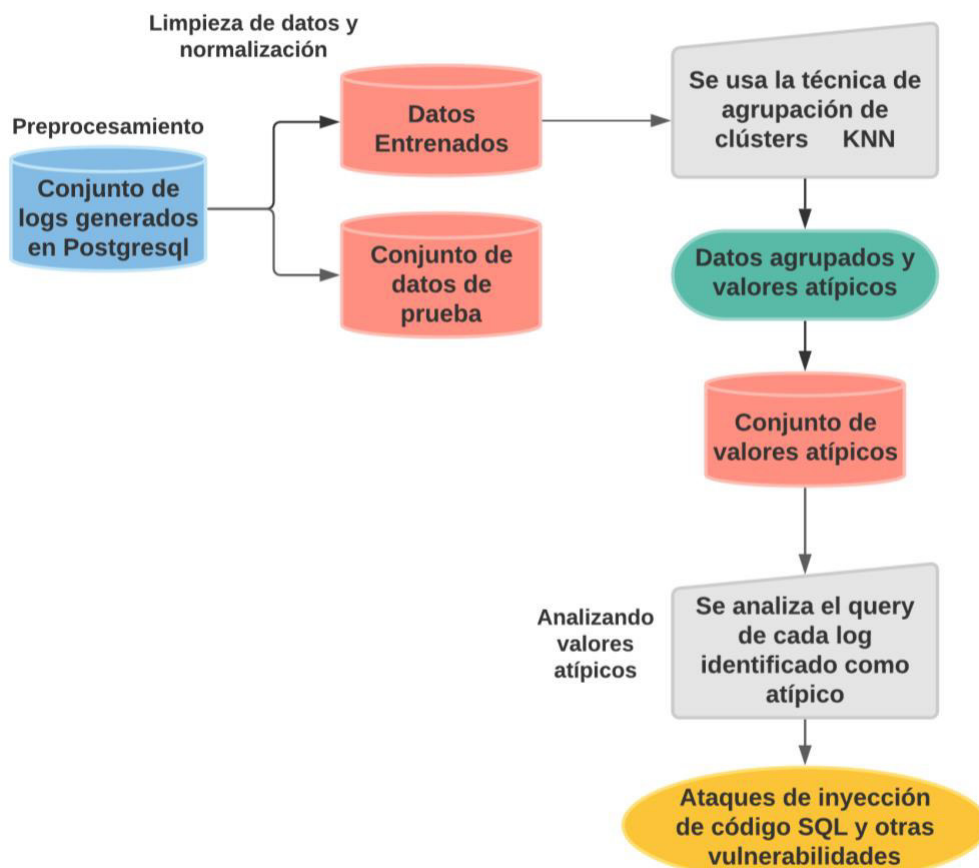 Limpieza de datos y
normalización
Preprocesamiento
Conjunto de
logs generados
en Postgresql
Datos
Entrenados
Conjunto de
datos de
prueba
Se usa la técnica de
agrupación de
clústers KNN
Datos agrupados y
valores atípicos
Conjunto de
valores atípicos
Analizando
valores
atípicos
Se analiza el query
de cada log
identificado como
atípico
Ataques de inyección
de código SQL y otras
vulnerabilidades